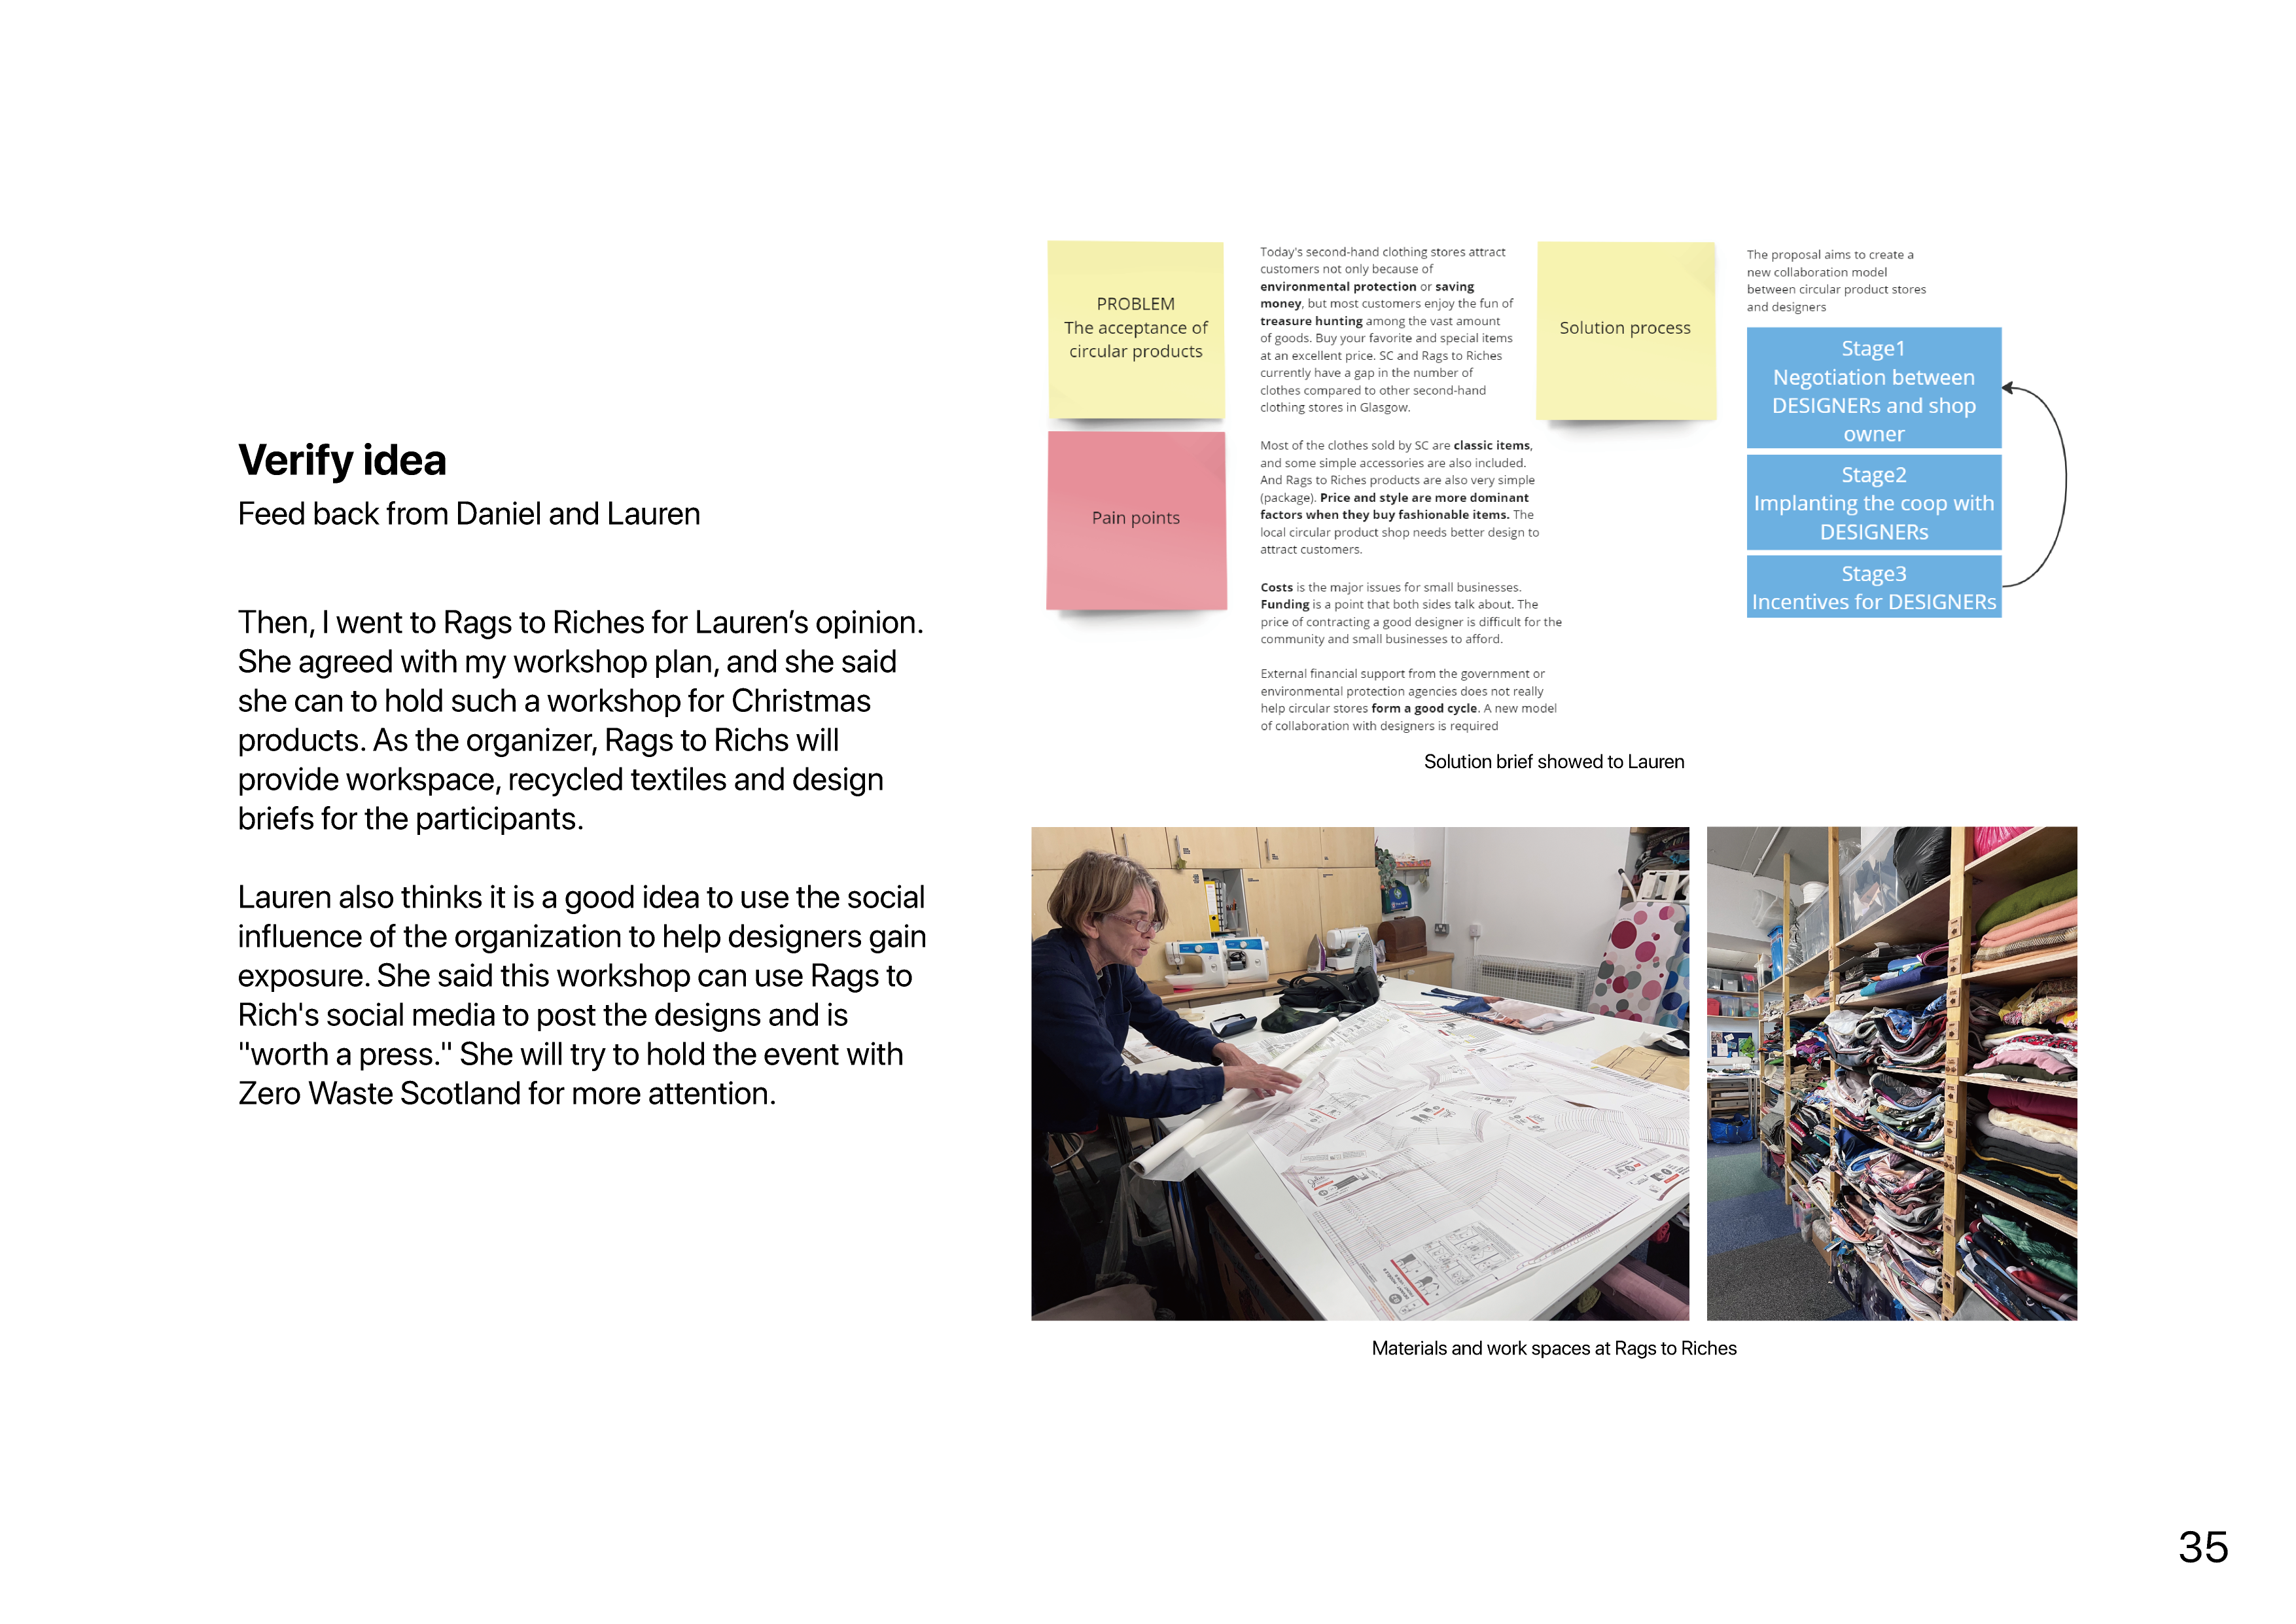 Verify idea
Feed back from Daniel and Lauren
Then, I went to Rags to Riches for Lauren’s opinion.
She agreed with my workshop plan, and she said
she can to hold such a workshop for Christmas
products. As the organizer, Rags to Richs will
provide workspace, recycled textiles and design
briefs for the participants.
Lauren also thinks it is a good idea to use the social
influence of the organization to help designers gain
exposure. She said this workshop can use Rags to
Rich's social media to post the designs and is
"worth a press." She will try to hold the event with
Zero Waste Scotland for more attention.
PROBLEM
The acceptance of
circular products
Today's second-hand clothing stores attract
customers not only because of
environmental protection or saving
money, but most customers enjoy the fun of
treasure hunting among the vast amount
of goods. Buy your favorite and special items
at an excellent price. SC and Rags to Riches
currently have a gap in the number of
clothes compared to other second-hand
clothing stores in Glasgow.
Pain points
Most of the clothes sold by SC are classic items,
and some simple accessories are also included.
And Rags to Riches products are also very simple
(package). Price and style are more dominant
factors when they buy fashionable items. The
local circular product shop needs better design to
attract customers.
Costs is the major issues for small businesses.
Funding is a point that both sides talk about. The
price of contracting a good designer is difficult for the
community and small businesses to afford.
External financial support from the government or
environmental protection agencies does not really
help circular stores form a good cycle. A new model
of collaboration with designers is required
Solution process
The proposal aims to create a
new collaboration model
between circular product stores
and designers
Stage1
Negotiation between
DESIGNERs and shop
owner
Stage2
Implanting the coop with
DESIGNERs
Stage3
Incentives for DESIGNERs
Solution brief showed to Lauren
Materials and work spaces at Rags to Riches
35